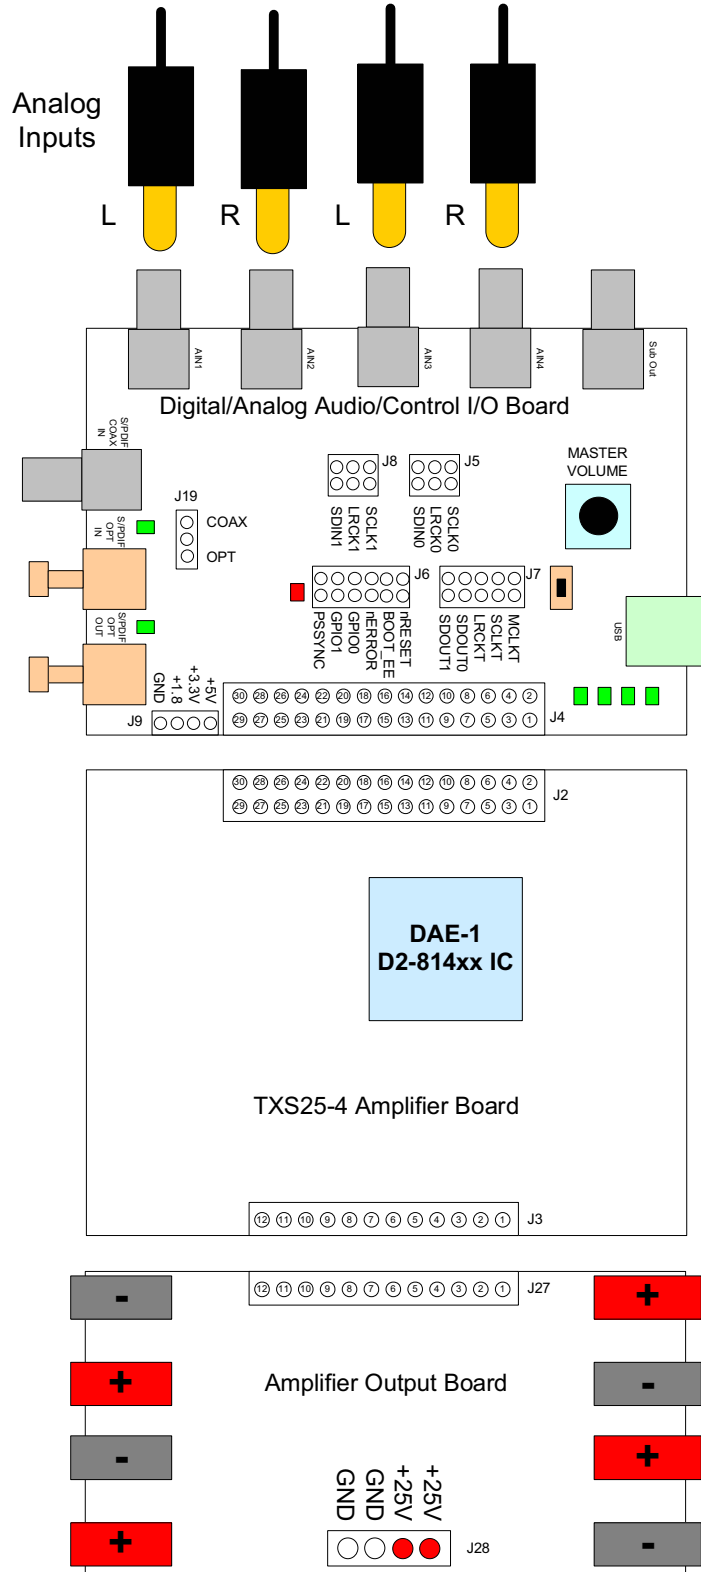 Analog
Inputs
L
R
L
R
AIN1
AIN2
AIN3
AIN4
Sub Out
Digital/Analog Audio/Control I/O Board
S/PDIF
COAX
IN
J19
COAX
OPT
S/PDIF
OPT
IN
S/PDIF
OPT
OUT
J8
SDIN1
LRCK1
SCLK1
J5
SDIN0
LRCK0
SCLK0
MASTER
VOLUME
J6
PSSYNC
GPIO1
GPIO0
nERROR
BOOT_EE
nRESET
J7
SDOUT1
SDOUT0
LRCKT
SCLKT
MCLKT
USB
GND
+1.8
+3.3V
+5V
J9
30 28 26 24 22 20 18 16 14 12 10 8 6 4 2
29 27 25 23 21 19 17 15 13 11 9 7 5 3 1
J4
30 28 26 24 22 20 18 16 14 12 10 8 6 4 2
29 27 25 23 21 19 17 15 13 11 9 7 5 3 1
J2
DAE-1
D2-814xx IC
TXS25-4 Amplifier Board
12 11 10 9 8 7 6 5 4 3 2 1
J3
12 11 10 9 8 7 6 5 4 3 2 1
J27
-
+
-
+
+
-
+
-
Amplifier Output Board
GND
GND
+25V
+25V
J28